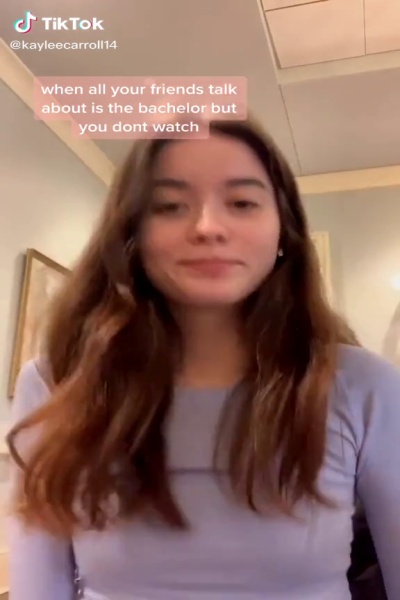 TikTok
@kayleecarroll14
when all your friends talk
about is the bachelor but
you dont watch